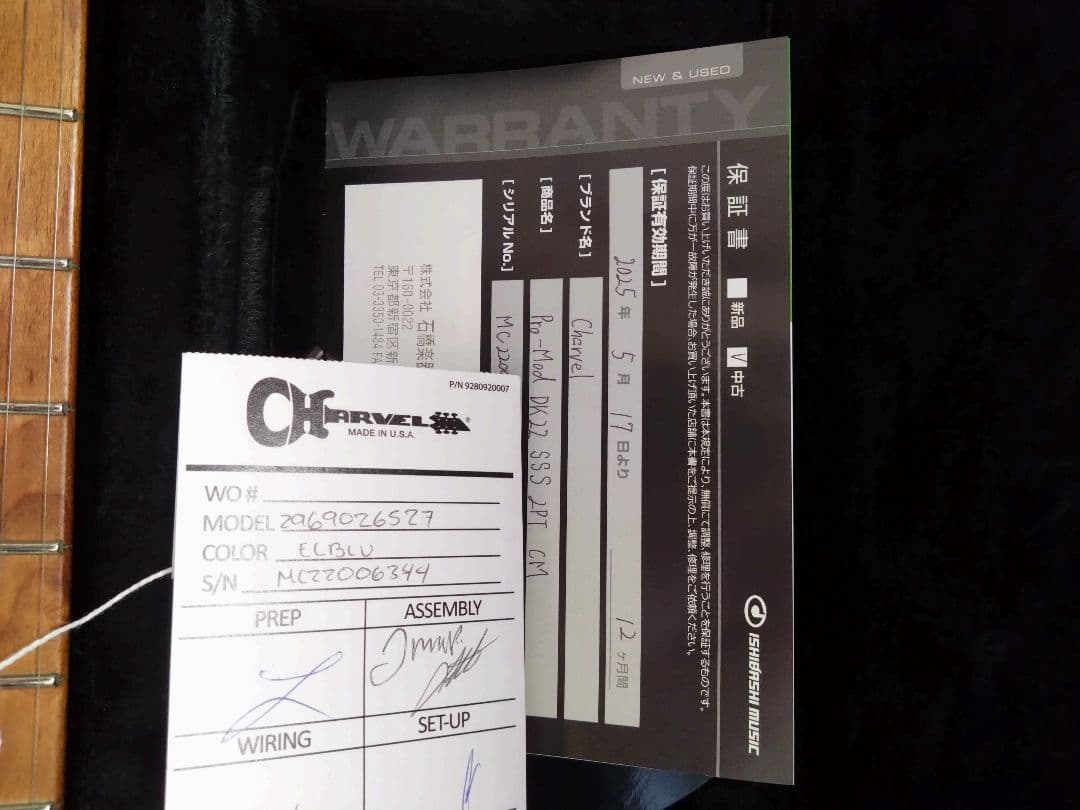 NEW & USED
WARRANTY
保証書 新品 V 中古
この度はお買い上げいただき誠にありがとうございます。本書は本規定により、無償にて調整、修理を行うことを保証するものです。
保証期間中に万が一故障が発生した場合、お買い上げ頂いた店舗に本書をご提示の上、調整、修理をご依頼ください。
[保証有効期間]
2025年 5月 17日より 12ヶ月間
[ブランド名] Charvel
[商品名] Pro-Mod DK22 SSS 2PT CM
[シリアルNo.] MC2200
株式会社 石橋楽器
〒160-0022
東京都新宿区新
TEL 03-3350-1484 FA
ISHIBASHI MUSIC
P/N 9280920007
CHARVEL®
MADE IN U.S.A.
WO #
MODEL 2969026527
COLOR ELBLU
S/N MC22006344
PREP ASSEMBLY
WIRING SET-UP